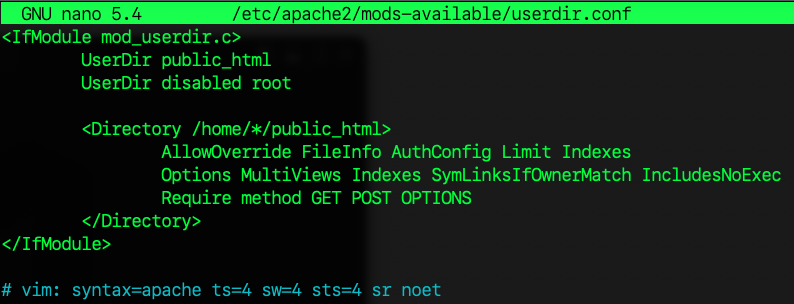 GNU nano 5.4 /etc/apache2/mods-available/userdir.conf
<IfModule mod_userdir.c>
        UserDir public_html
        UserDir disabled root

        <Directory /home/*/public_html>
                AllowOverride FileInfo AuthConfig Limit Indexes
                Options MultiViews Indexes SymLinksIfOwnerMatch IncludesNoExec
                Require method GET POST OPTIONS
        </Directory>
</IfModule>

# vim: syntax=apache ts=4 sw=4 sts=4 sr noet